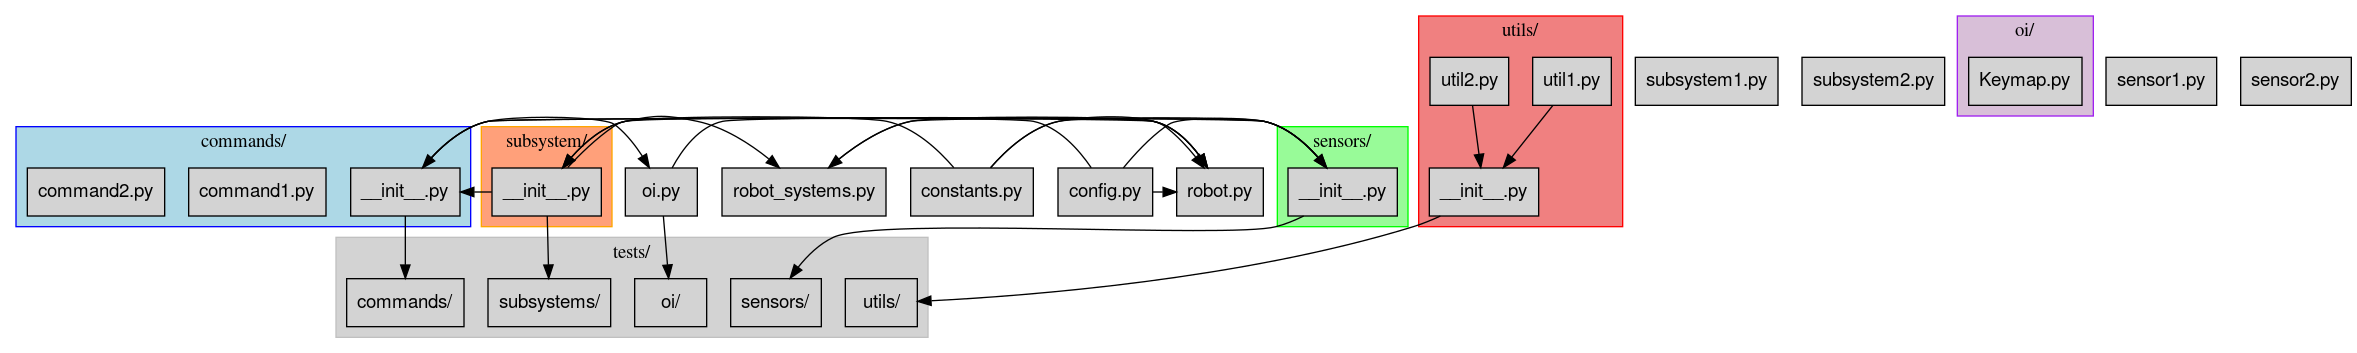 utils/
oi/
util2.py
util1.py
subsystem1.py
subsystem2.py
Keymap.py
sensor1.py
sensor2.py
commands/
subsystem/
sensors/
command2.py
command1.py
__init__.py
__init__.py
oi.py
robot_systems.py
constants.py
config.py
robot.py
__init__.py
__init__.py
tests/
commands/
subsystems/
oi/
sensors/
utils/